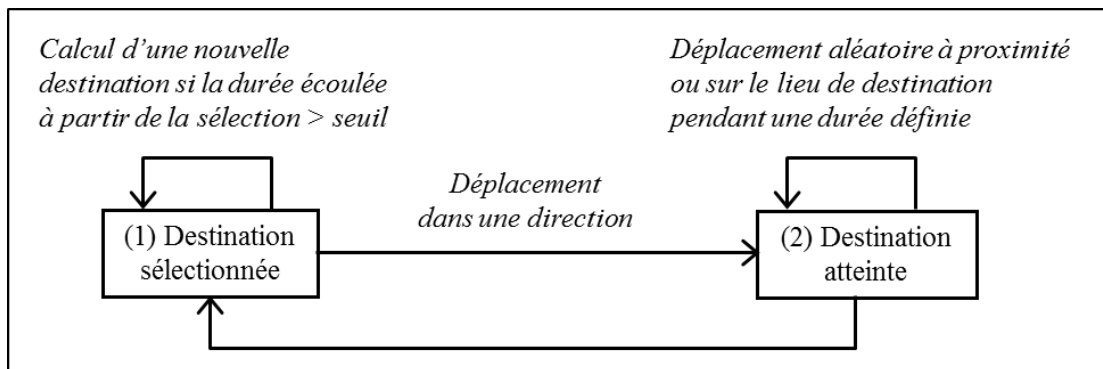 Calcul d’une nouvelle
destination si la durée écoulée
à partir de la sélection > seuil
Déplacement aléatoire à proximité
ou sur le lieu de destination
pendant une durée définie
Déplacement
dans une direction
(1) Destination
sélectionnée
(2) Destination
atteinte